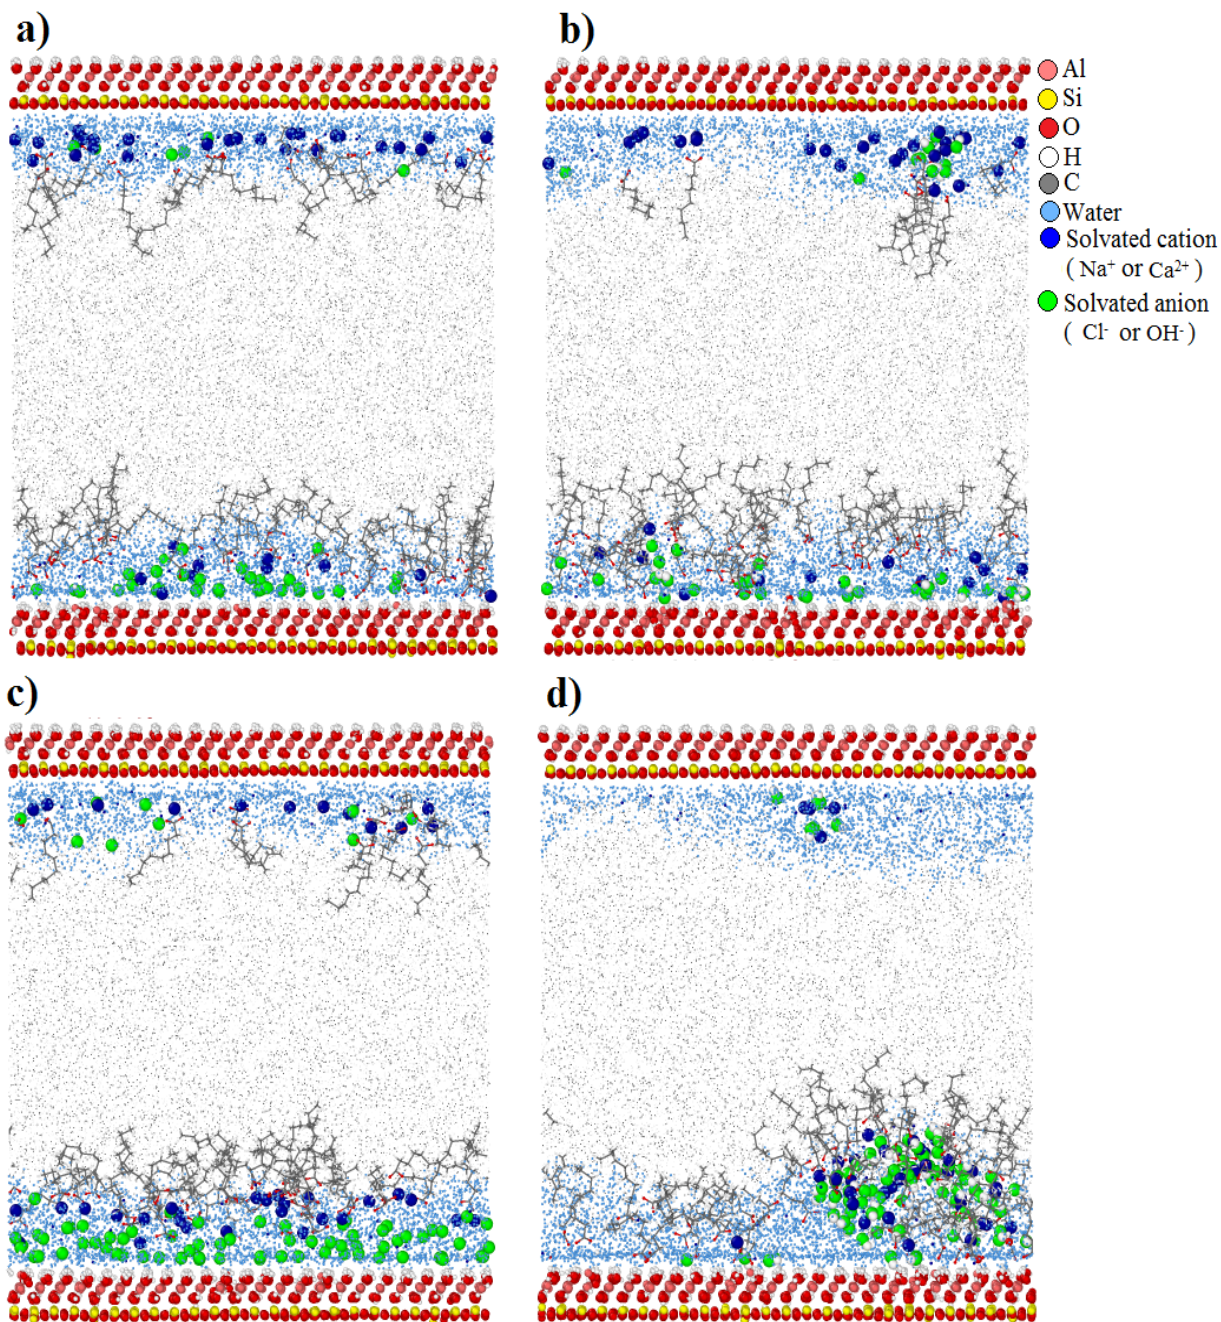 a)
b)
Al
Si
O
H
C
Water
Solvated cation
( Na⁺ or Ca²⁺ )
Solvated anion
( Cl⁻ or OH⁻ )
c)
d)